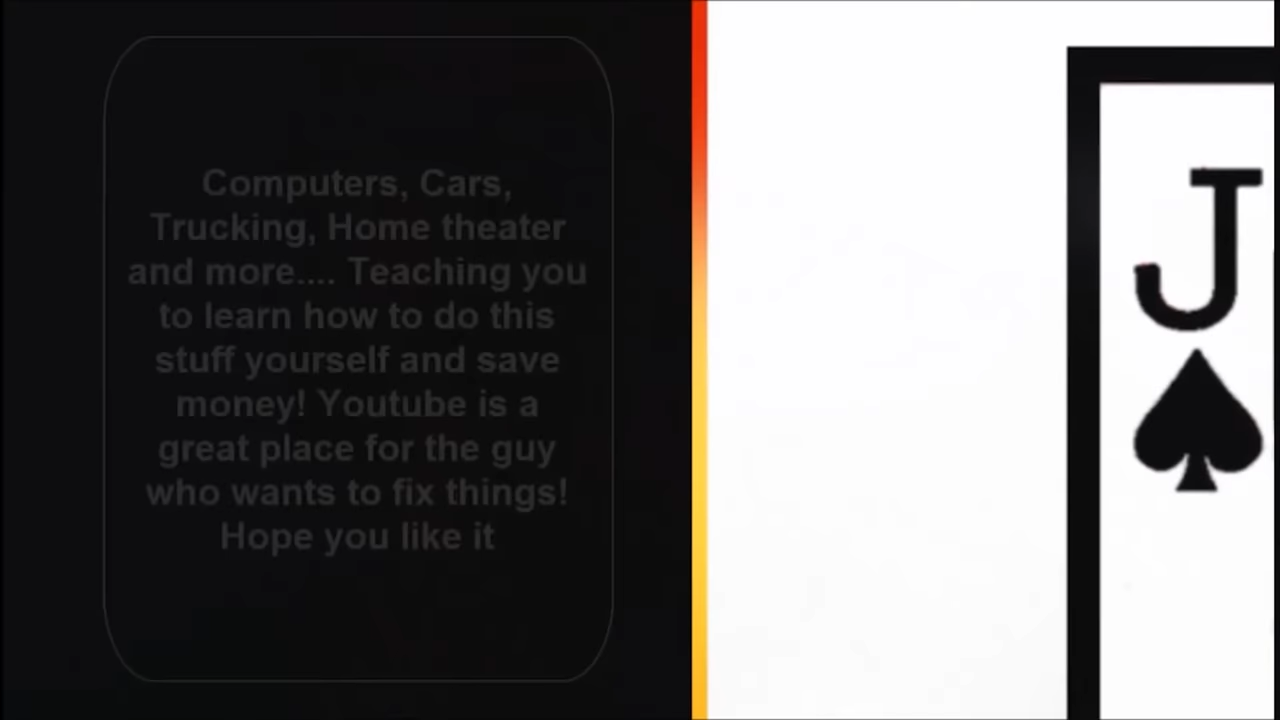 Computers, Cars,
Trucking, Home theater
and more.... Teaching you
to learn how to do this
stuff yourself and save
money! Youtube is a
great place for the guy
who wants to fix things!
Hope you like it
J